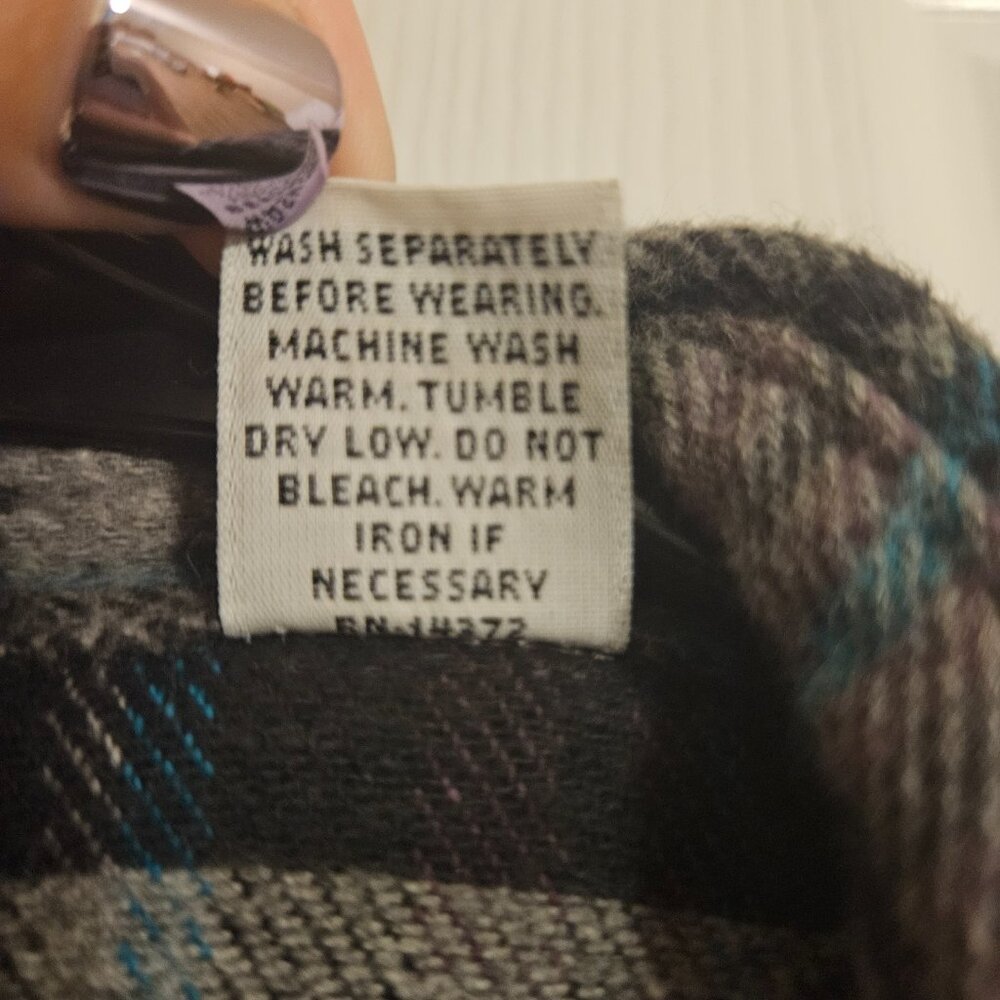 WASH SEPARATELY
BEFORE WEARING.
MACHINE WASH
WARM. TUMBLE
DRY LOW. DO NOT
BLEACH. WARM
IRON IF
NECESSARY